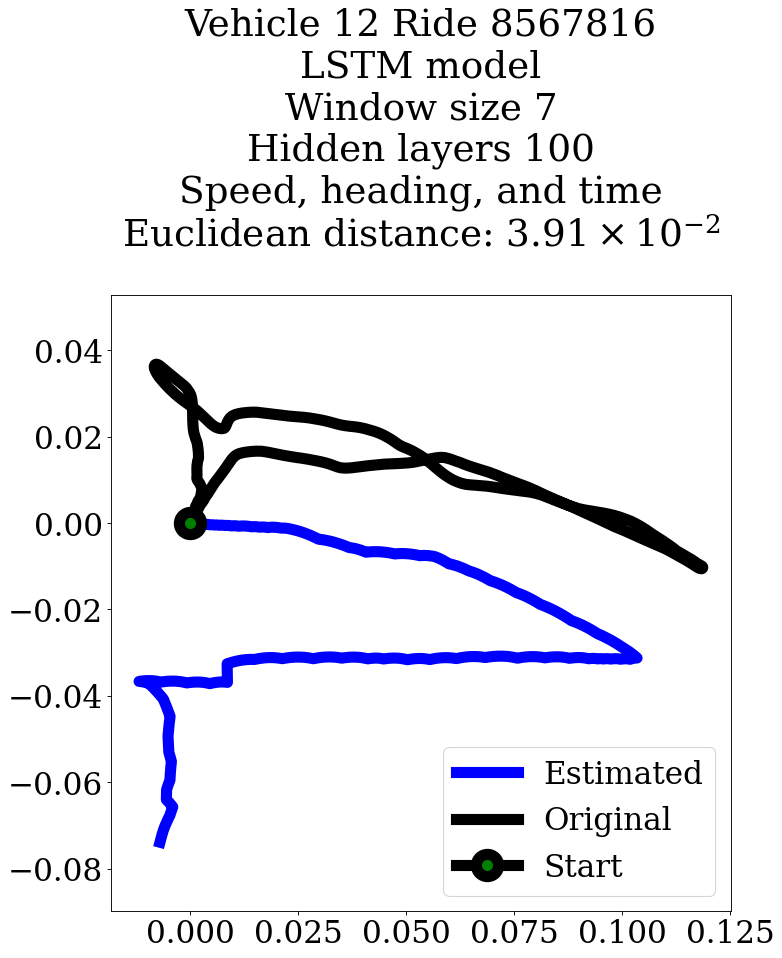 Vehicle 12 Ride 8567816
LSTM model
Window size 7
Hidden layers 100
Speed, heading, and time
Euclidean distance: 3.91 × 10⁻²
0.04
0.02
0.00
−0.02
−0.04
−0.06
−0.08
Estimated
Original
Start
0.000 0.025 0.050 0.075 0.100 0.125